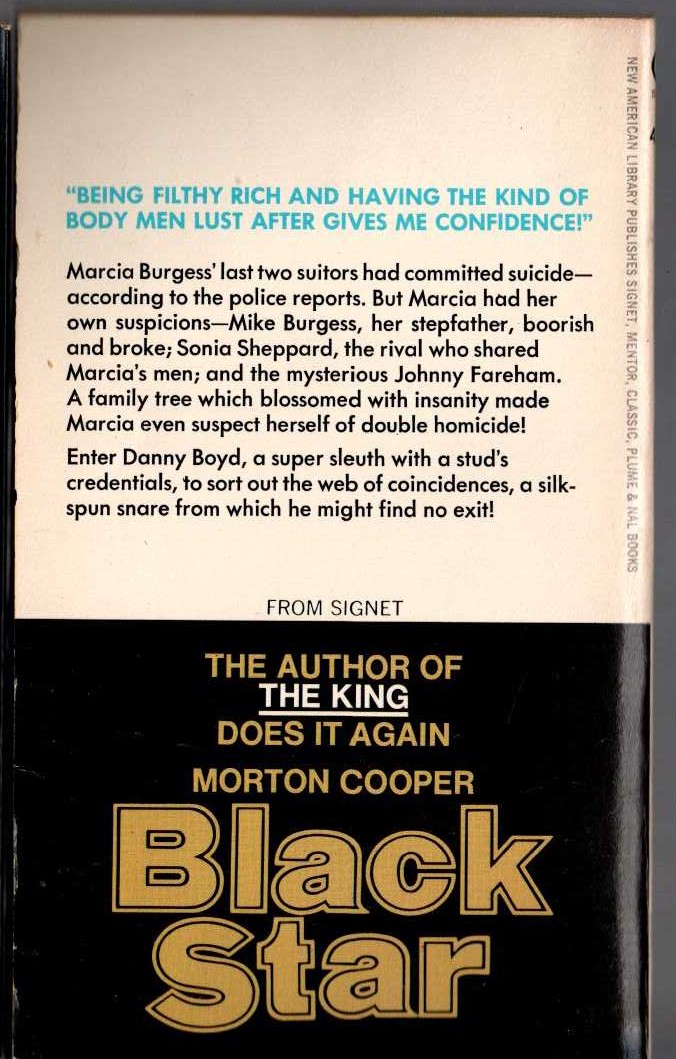 "BEING FILTHY RICH AND HAVING THE KIND OF
BODY MEN LUST AFTER GIVES ME CONFIDENCE!"
Marcia Burgess' last two suitors had committed suicide—
according to the police reports. But Marcia had her
own suspicions—Mike Burgess, her stepfather, boorish
and broke; Sonia Sheppard, the rival who shared
Marcia's men; and the mysterious Johnny Fareham.
A family tree which blossomed with insanity made
Marcia even suspect herself of double homicide!
Enter Danny Boyd, a super sleuth with a stud's
credentials, to sort out the web of coincidences, a silk-
spun snare from which he might find no exit!
FROM SIGNET
THE AUTHOR OF
THE KING
DOES IT AGAIN
MORTON COOPER
Black
Star
NEW AMERICAN LIBRARY PUBLISHES SIGNET, MENTOR, CLASSIC, PLUME & NAL BOOKS